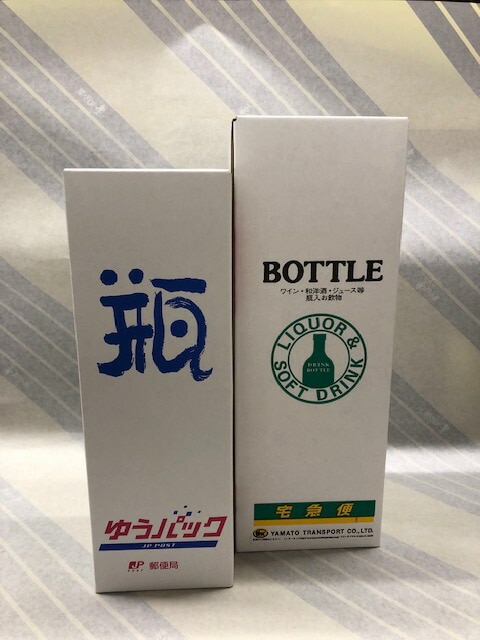 瓶
ゆうパック
JP POST
JP
POST
郵便局
BOTTLE
ワイン・和洋酒・ジュース等
瓶入お飲物
LIQUOR & SOFT DRINK
DRINK
BOTTLE
宅急便
YAMATO TRANSPORT CO., LTD.